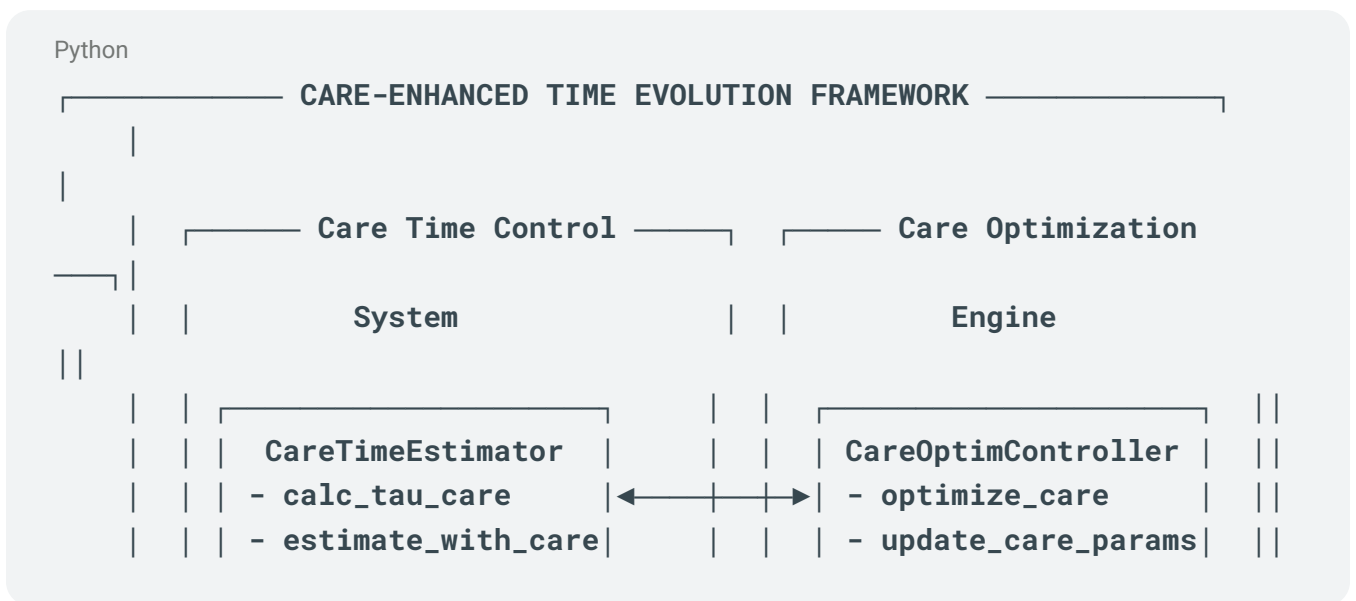 Python
┌──────────── CARE-ENHANCED TIME EVOLUTION FRAMEWORK ─────────────┐
    │
│
    │  ┌────── Care Time Control ─────┐  ┌───── Care Optimization
───┐│
    │  │         System               │  │         Engine
││
    │  │ ┌─────────────────────┐     │  │  ┌─────────────────────┐  ││
    │  │ │  CareTimeEstimator  │     │  │  │ CareOptimController │  ││
    │  │ │ - calc_tau_care     │◄────┼──┼─►│ - optimize_care     │  ││
    │  │ │ - estimate_with_care│     │  │  │ - update_care_params│  ││